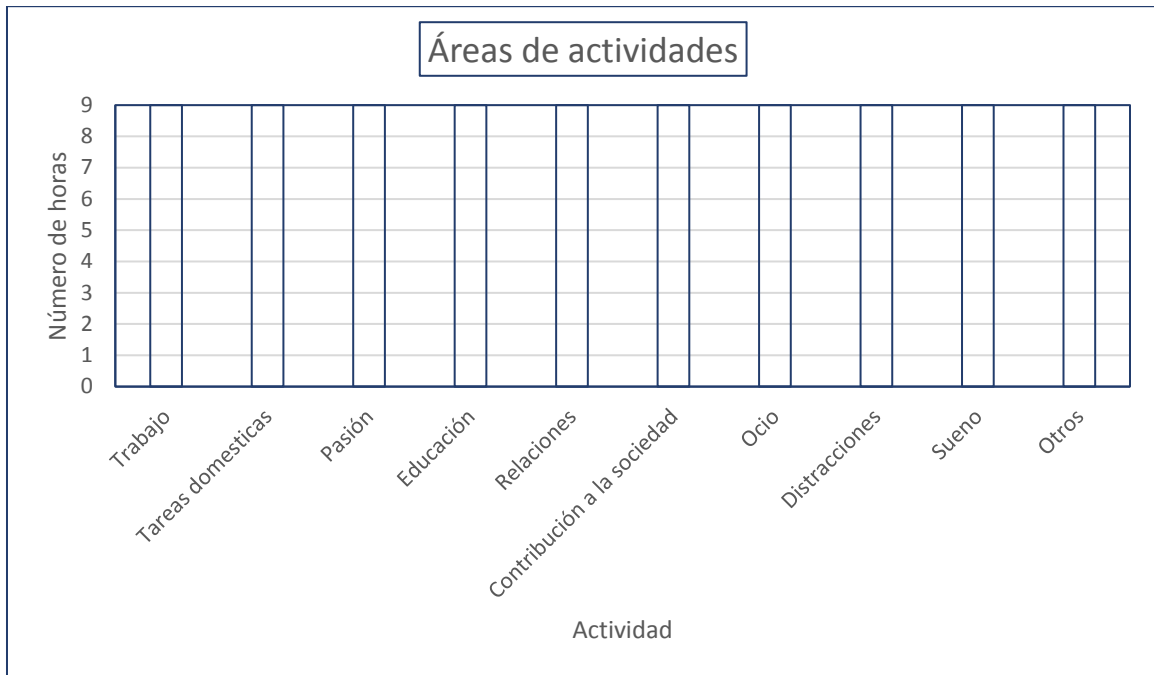 Áreas de actividades
Número de horas
9
8
7
6
5
4
3
2
1
0
Trabajo
Tareas domesticas
Pasión
Educación
Relaciones
Contribución a la sociedad
Ocio
Distracciones
Sueno
Otros
Actividad